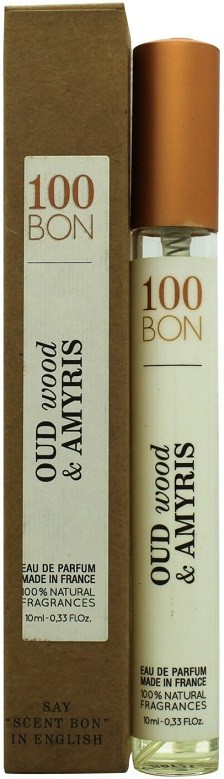 100
BON
OUD wood
& AMYRIS
EAU DE PARFUM
MADE IN FRANCE
100% NATURAL
FRAGRANCES
10ml-0,33 Fl.Oz.
SAY
"SCENT BON"
IN ENGLISH
100
BON
OUD wood
& AMYRIS
EAU DE PARFUM
MADE IN FRANCE
100% NATURAL
FRAGRANCES
10ml-0,33 Fl.Oz.